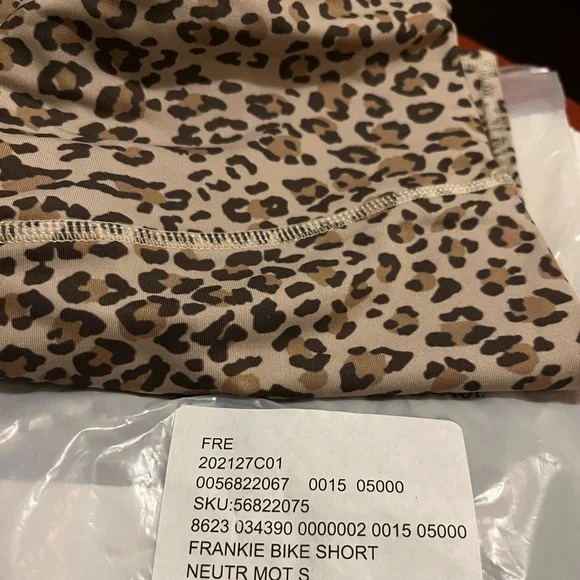 FRE
202127C01
0056822067 0015 05000
SKU:56822075
8623 034390 0000002 0015 05000
FRANKIE BIKE SHORT
NEUTR MOT S